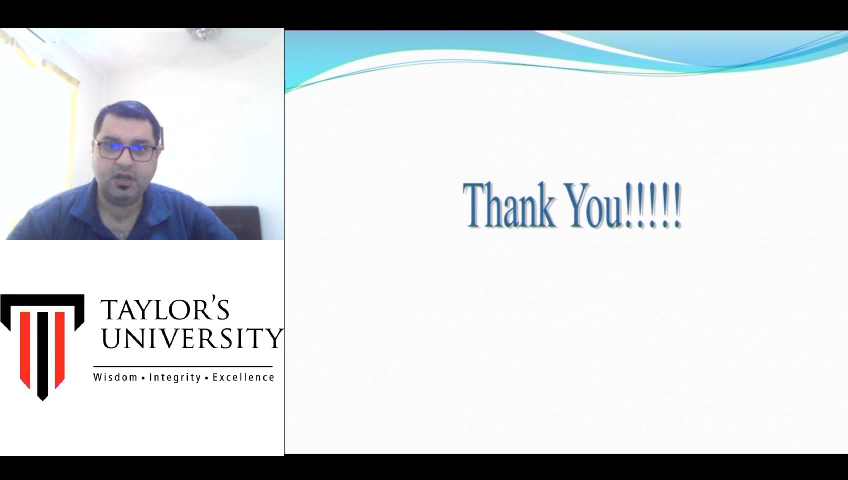 TAYLOR'S
UNIVERSITY
Wisdom • Integrity • Excellence
Thank You!!!!!